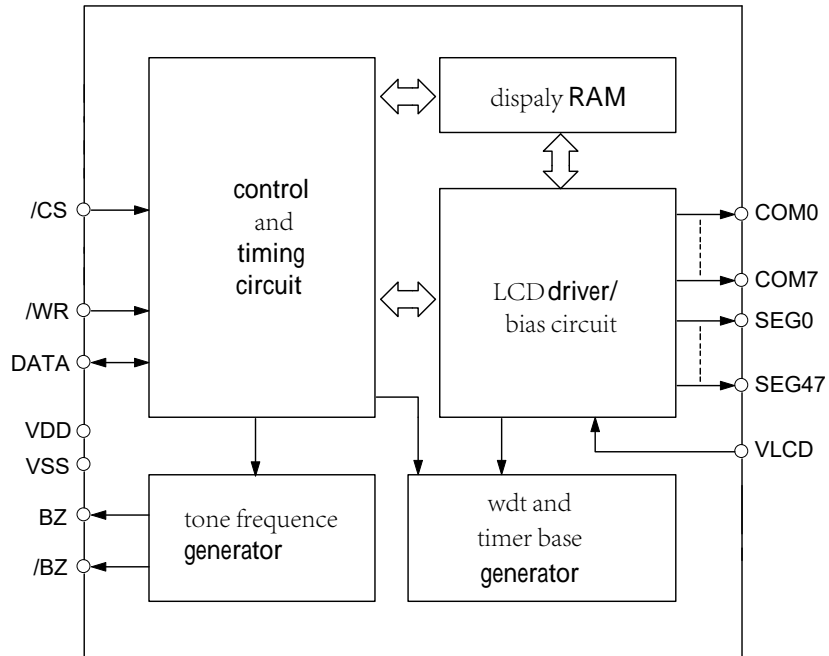 dispaly RAM
control
and
timing
circuit
/CS
/WR
DATA
VDD
VSS
BZ
/BZ
LCD driver/
bias circuit
COM0
COM7
SEG0
SEG47
VLCD
tone frequence
generator
wdt and
timer base
generator